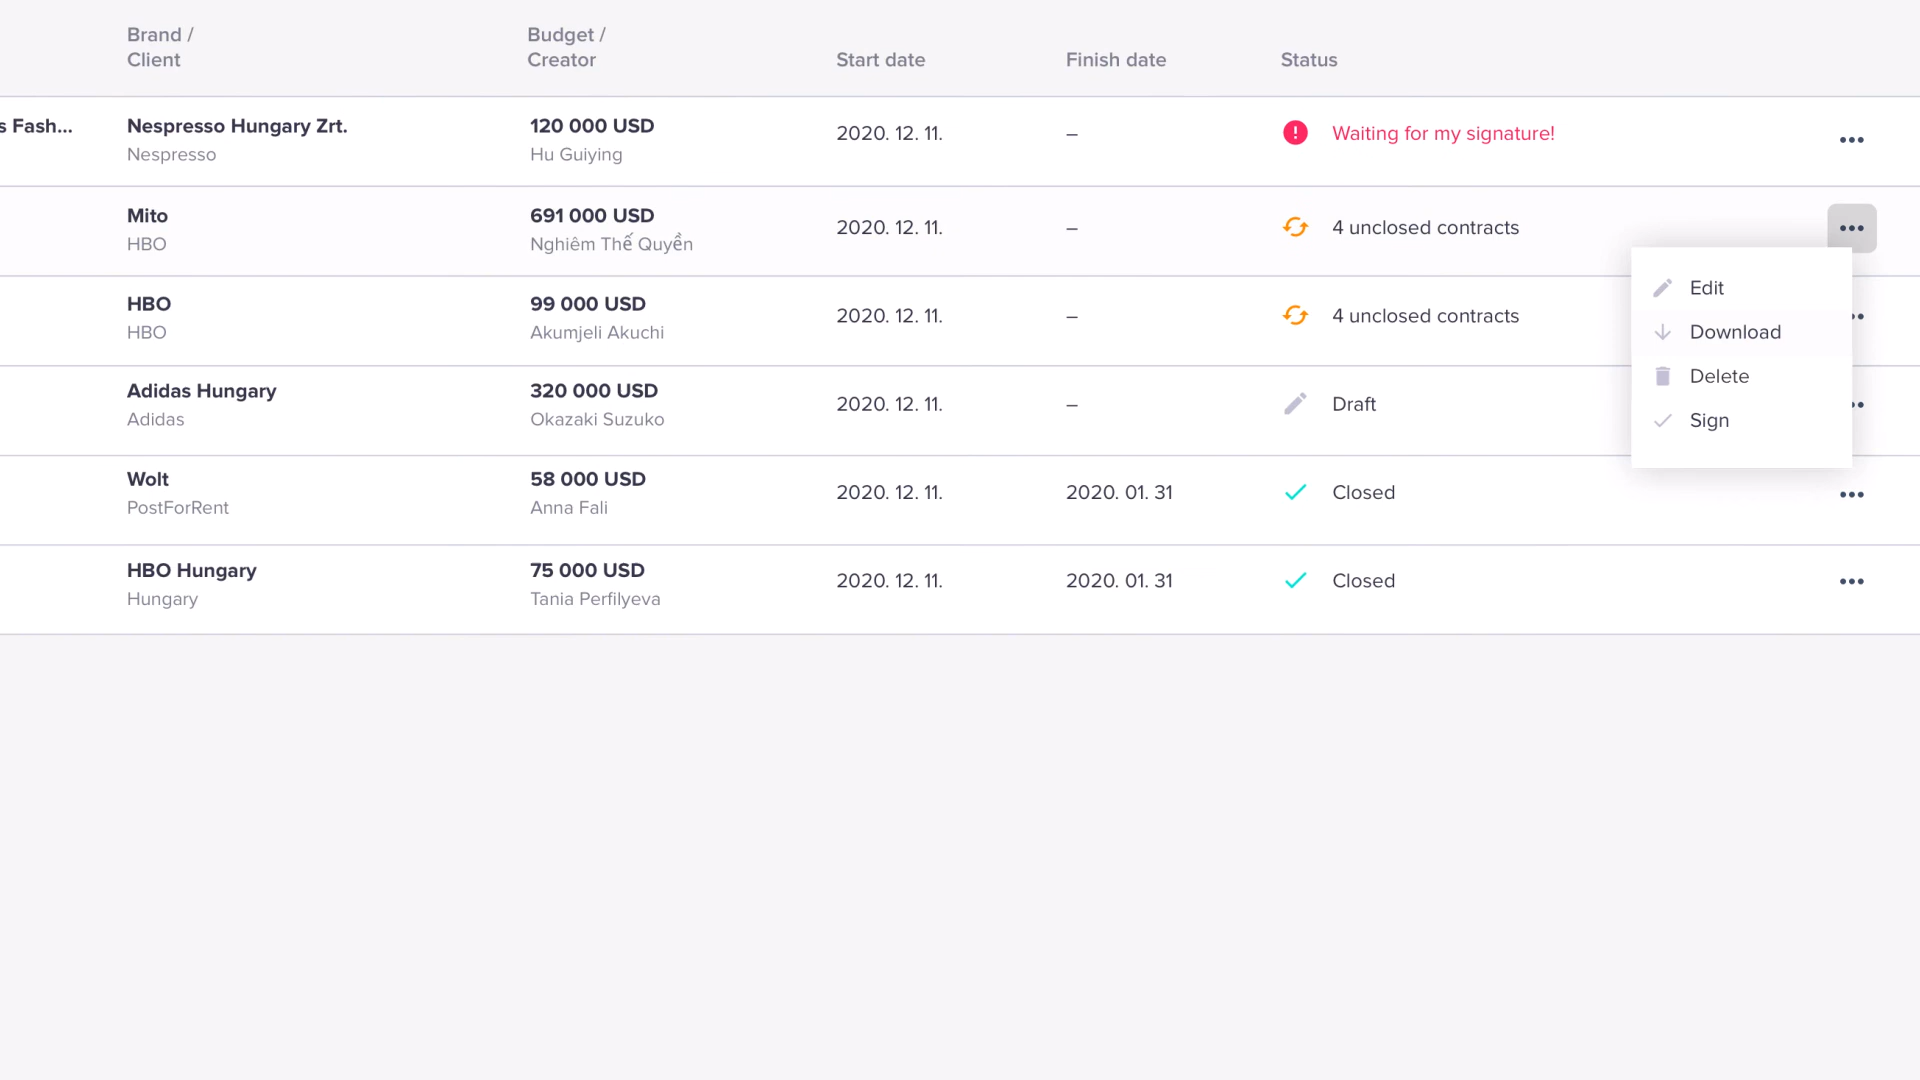 Brand /
Client
Budget /
Creator
Start date
Finish date
Status
s Fash...
Nespresso Hungary Zrt.
Nespresso
120 000 USD
Hu Guiying
2020. 12. 11.
–
Waiting for my signature!
Mito
HBO
691 000 USD
Nghiêm Thế Quyền
2020. 12. 11.
–
4 unclosed contracts
HBO
HBO
99 000 USD
Akumjeli Akuchi
2020. 12. 11.
–
4 unclosed contracts
Adidas Hungary
Adidas
320 000 USD
Okazaki Suzuko
2020. 12. 11.
–
Draft
Wolt
PostForRent
58 000 USD
Anna Fali
2020. 12. 11.
2020. 01. 31
Closed
HBO Hungary
Hungary
75 000 USD
Tania Perfilyeva
2020. 12. 11.
2020. 01. 31
Closed
Edit
Download
Delete
Sign